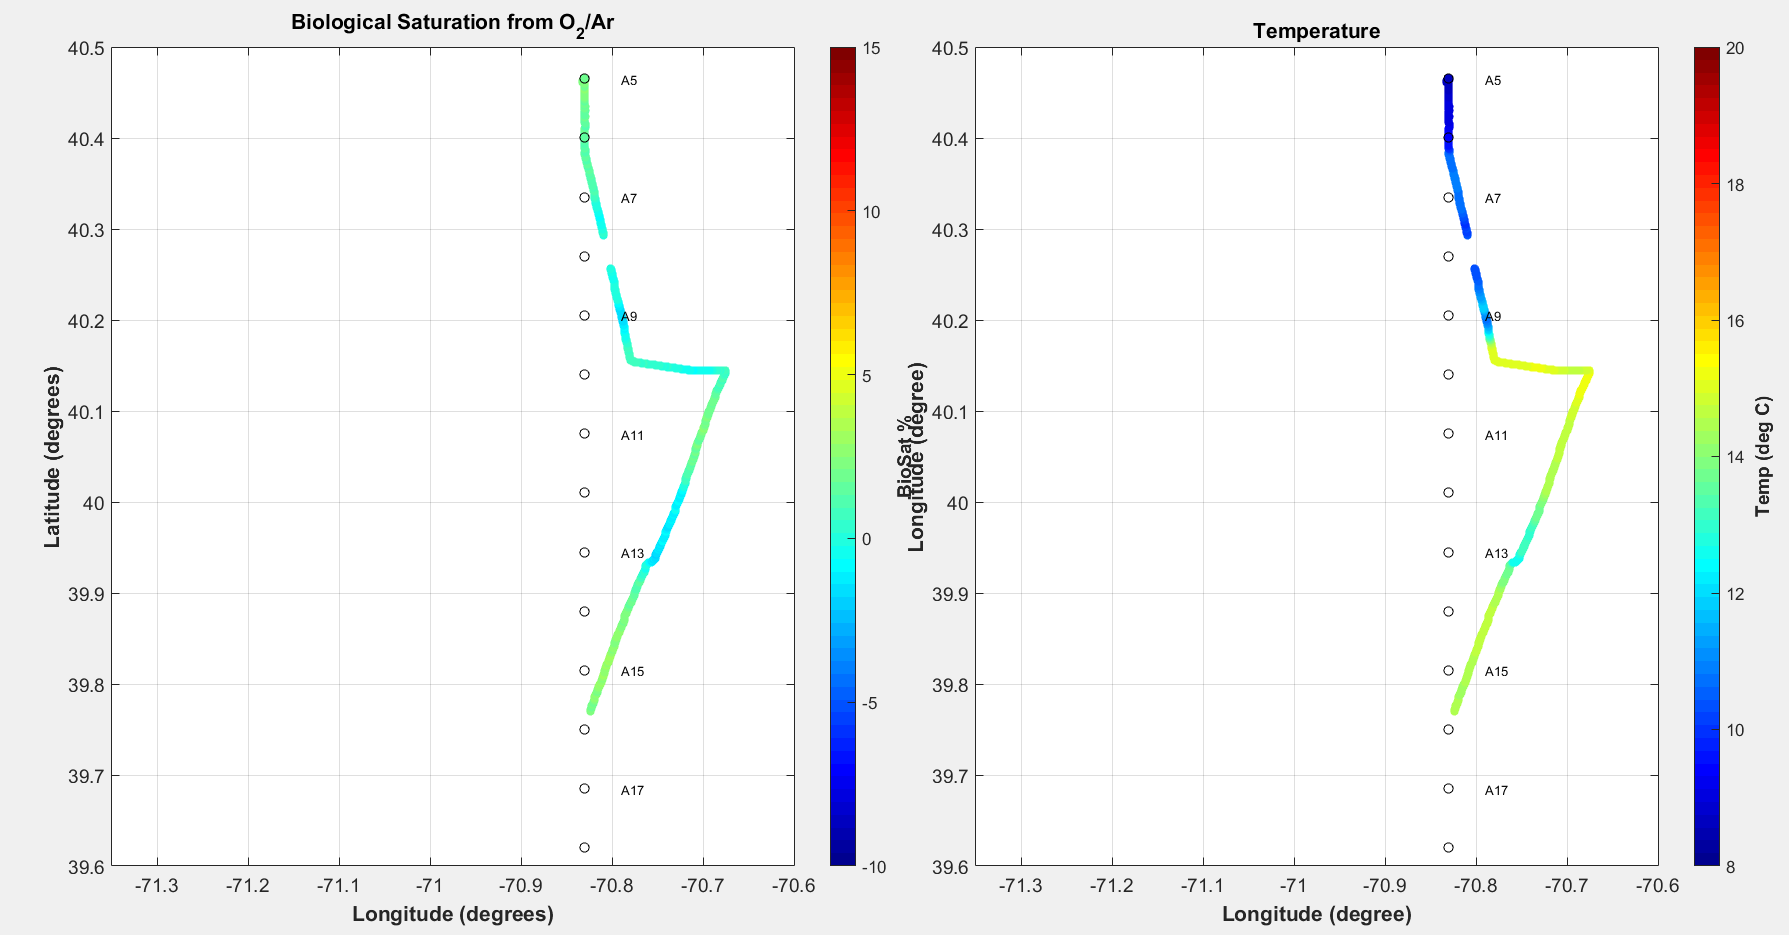 Biological Saturation from O2/Ar
40.5
40.4
40.3
40.2
40.1
40
39.9
39.8
39.7
39.6
Latitude (degrees)
A5
A7
A9
A11
A13
A15
A17
-71.3 -71.2 -71.1 -71 -70.9 -70.8 -70.7 -70.6
Longitude (degrees)
15
10
5
0
-5
-10
BioSat %
Temperature
40.5
40.4
40.3
40.2
40.1
40
39.9
39.8
39.7
39.6
Longitude (degree)
A5
A7
A9
A11
A13
A15
A17
-71.3 -71.2 -71.1 -71 -70.9 -70.8 -70.7 -70.6
Longitude (degree)
20
18
16
14
12
10
8
Temp (deg C)